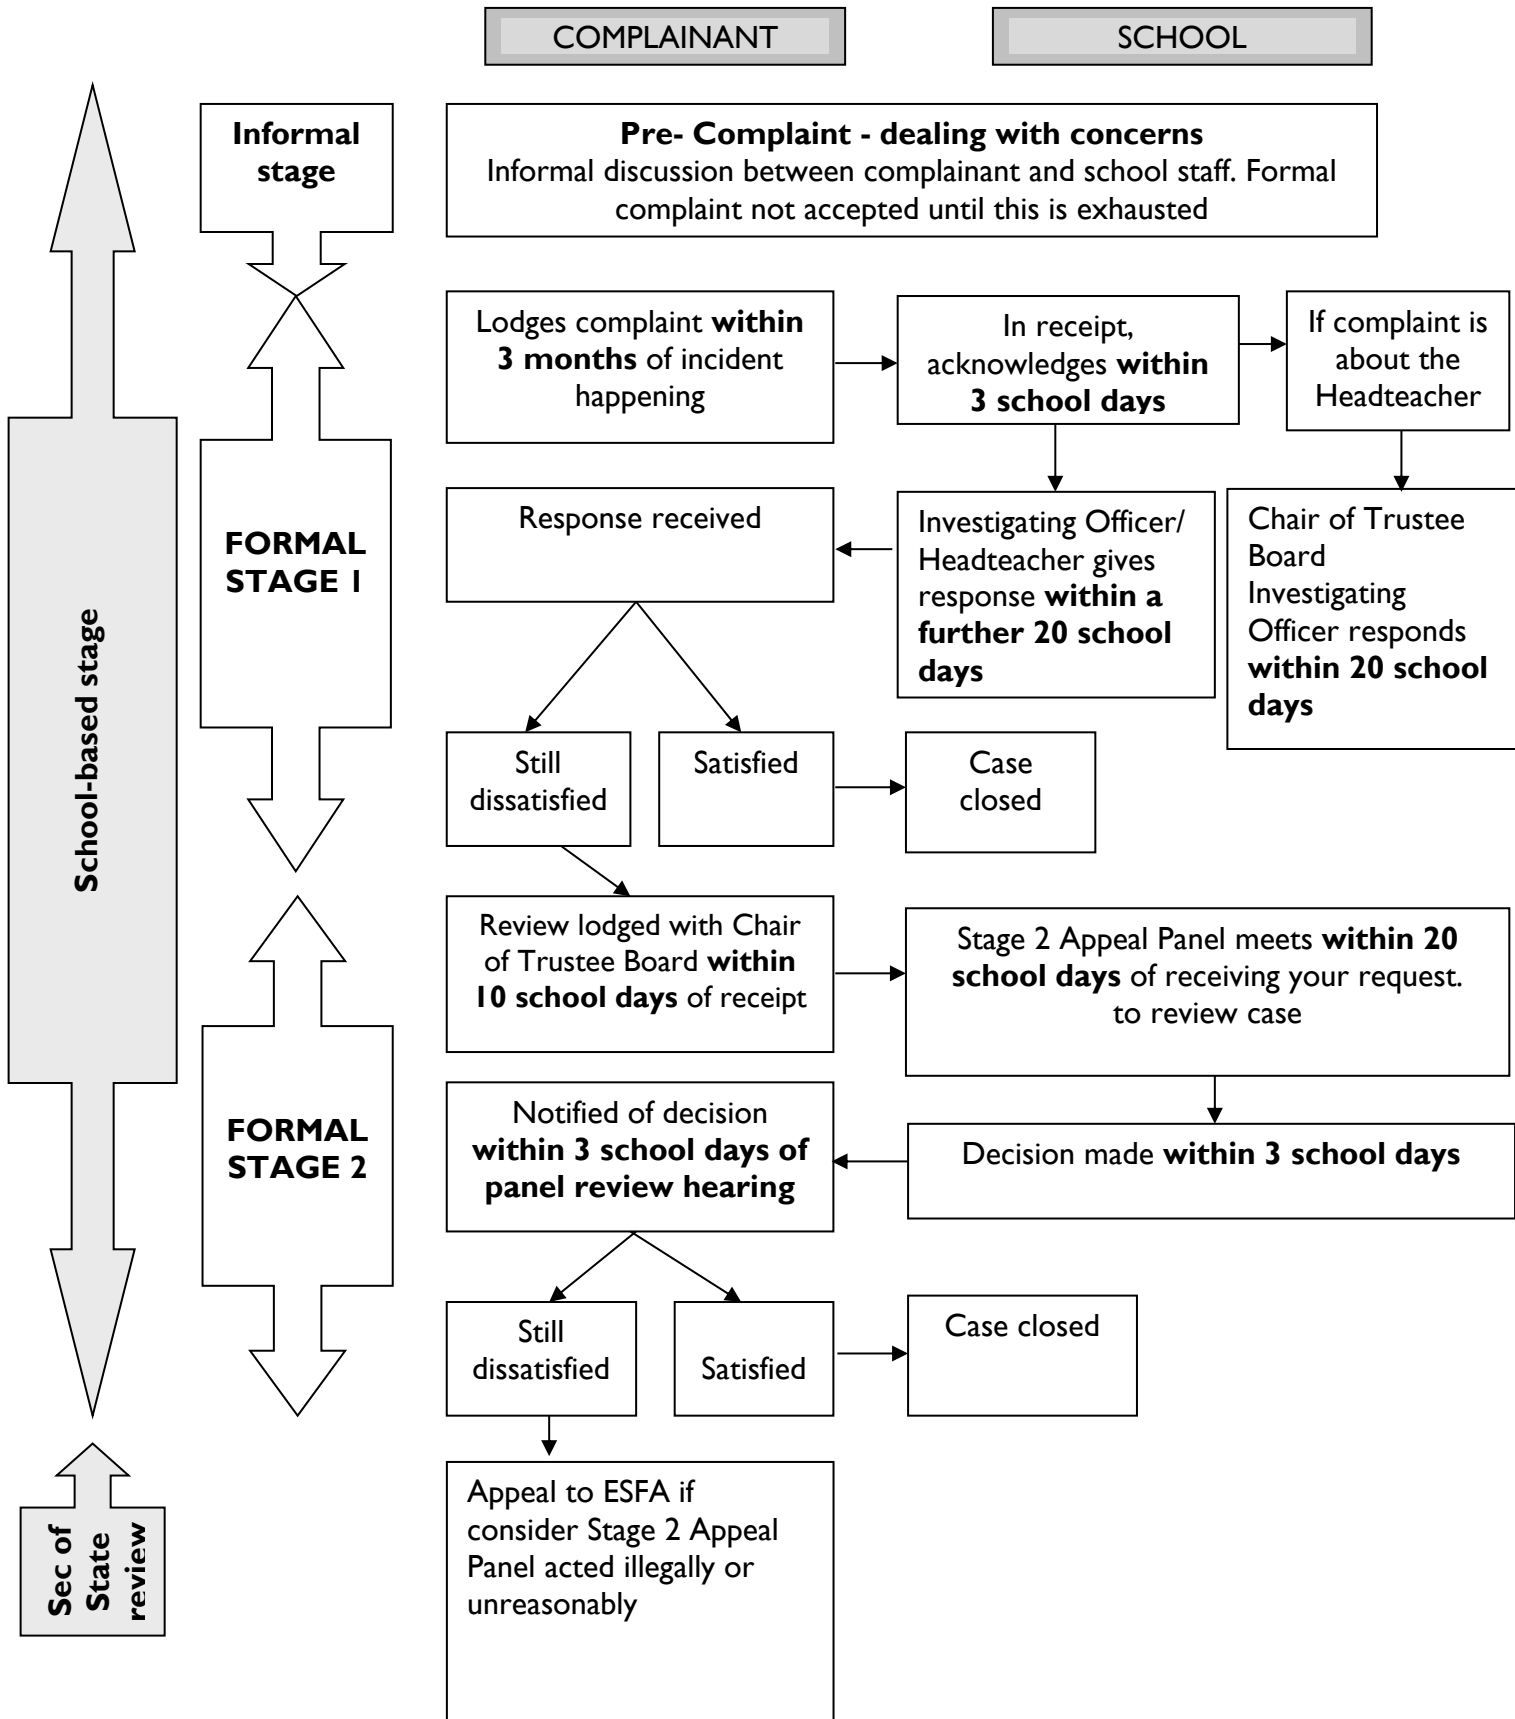 COMPLAINANT
SCHOOL
Informal
stage
Pre- Complaint - dealing with concerns
Informal discussion between complainant and school staff. Formal
complaint not accepted until this is exhausted
Lodges complaint within
3 months of incident
happening
In receipt,
acknowledges within
3 school days
If complaint is
about the
Headteacher
School-based stage
FORMAL
STAGE 1
Response received
Investigating Officer/
Headteacher gives
response within a
further 20 school
days
Chair of Trustee
Board
Investigating
Officer responds
within 20 school
days
Still
dissatisfied
Satisfied
Case
closed
Review lodged with Chair
of Trustee Board within
10 school days of receipt
Stage 2 Appeal Panel meets within 20
school days of receiving your request.
to review case
FORMAL
STAGE 2
Notified of decision
within 3 school days of
panel review hearing
Decision made within 3 school days
Still
dissatisfied
Satisfied
Case closed
Sec of
State
review
Appeal to ESFA if
consider Stage 2 Appeal
Panel acted illegally or
unreasonably